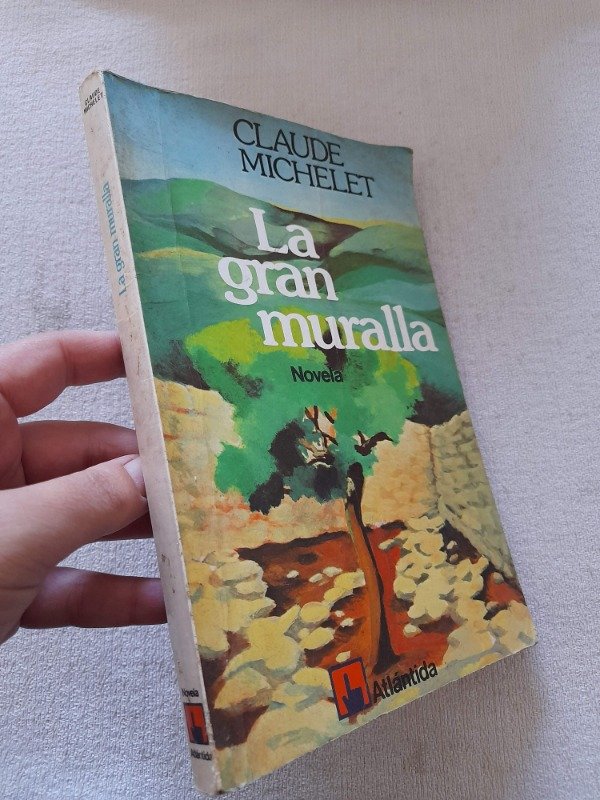 CLAUDE
MICHELET
La
gran
muralla
Novela
Atlántida
CLAUDE
MICHELET
La gran muralla
Novela
Atlántida